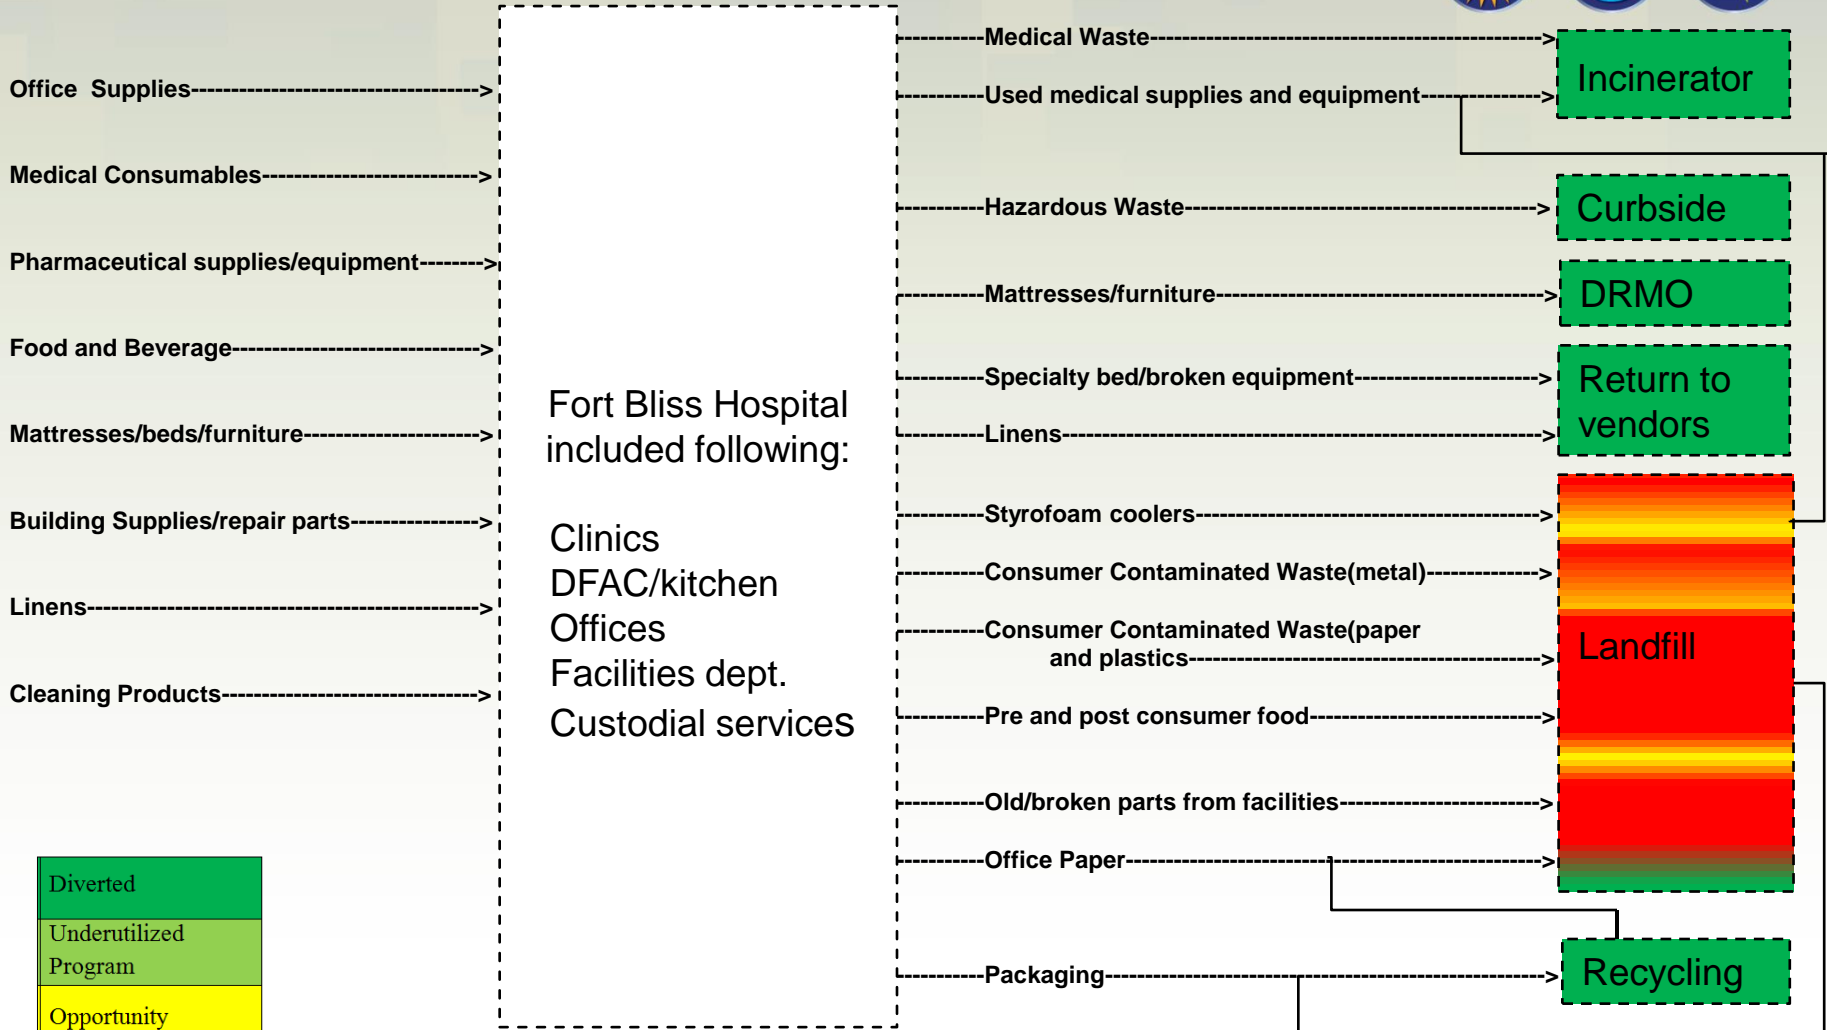 Office Supplies
Medical Consumables
Pharmaceutical supplies/equipment
Food and Beverage
Mattresses/beds/furniture
Building Supplies/repair parts
Linens
Cleaning Products
Fort Bliss Hospital
included following:
Clinics
DFAC/kitchen
Offices
Facilities dept.
Custodial services
Medical Waste
Used medical supplies and equipment
Hazardous Waste
Mattresses/furniture
Specialty bed/broken equipment
Linens
Styrofoam coolers
Consumer Contaminated Waste(metal)
Consumer Contaminated Waste(paper
and plastics
Pre and post consumer food
Old/broken parts from facilities
Office Paper
Packaging
Incinerator
Curbside
DRMO
Return to
vendors
Landfill
Recycling
Diverted
Underutilized
Program
Opportunity